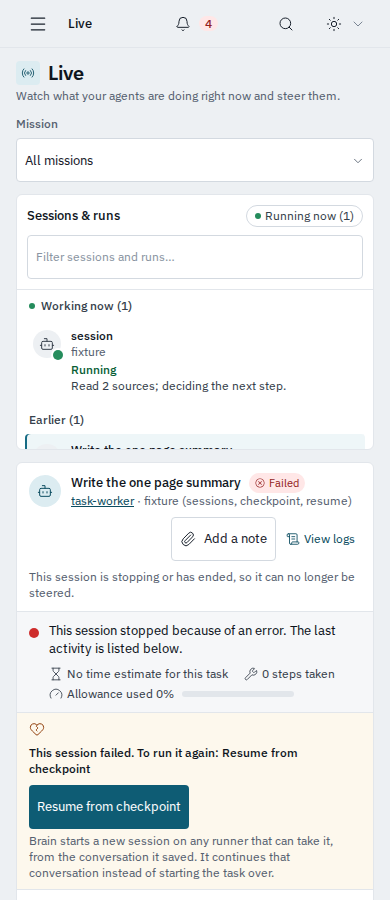 Live
4
Live
Watch what your agents are doing right now and steer them.
Mission
All missions
Sessions & runs
Running now (1)
Filter sessions and runs...
Working now (1)
session
fixture
Running
Read 2 sources; deciding the next step.
Earlier (1)
Write the one page summary
Write the one page summary
Failed
task-worker · fixture (sessions, checkpoint, resume)
Add a note
View logs
This session is stopping or has ended, so it can no longer be
steered.
This session stopped because of an error. The last
activity is listed below.
No time estimate for this task
0 steps taken
Allowance used 0%
This session failed. To run it again: Resume from
checkpoint
Resume from checkpoint
Brain starts a new session on any runner that can take it,
from the conversation it saved. It continues that
conversation instead of starting the task over.